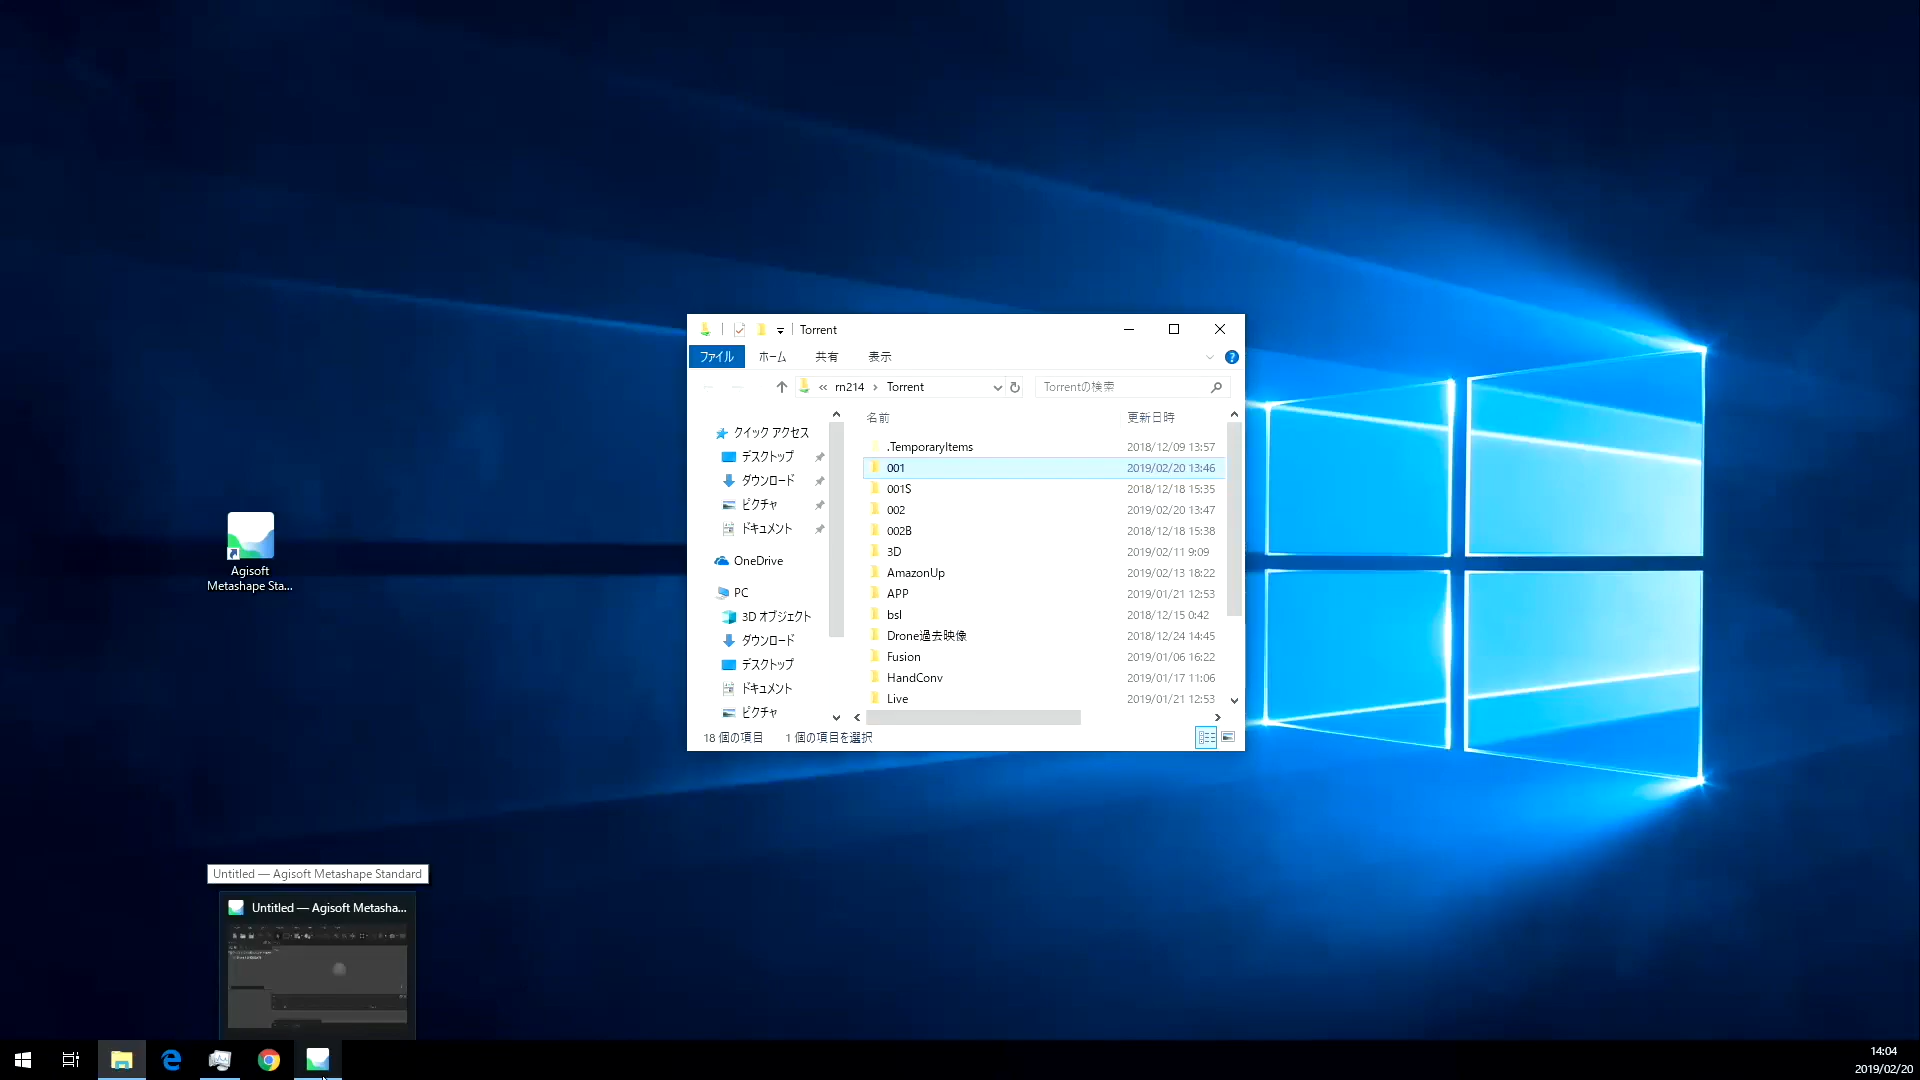 Torrent
ファイル ホーム 共有 表示
« rn214 › Torrent
Torrentの検索
名前 更新日時
クイック アクセス
デスクトップ
ダウンロード
ピクチャ
ドキュメント
OneDrive
PC
3D オブジェクト
ダウンロード
デスクトップ
ドキュメント
ピクチャ
.TemporaryItems 2018/12/09 13:57
001 2019/02/20 13:46
001S 2018/12/18 15:35
002 2019/02/20 13:47
002B 2018/12/18 15:38
3D 2019/02/11 9:09
AmazonUp 2019/02/13 18:22
APP 2019/01/21 12:53
bsl 2018/12/15 0:42
Drone過去映像 2018/12/24 14:45
Fusion 2019/01/06 16:22
HandConv 2019/01/17 11:06
Live 2019/01/21 12:53
18 個の項目 1 個の項目を選択
Agisoft
Metashape Sta...
Untitled — Agisoft Metashape Standard
Untitled — Agisoft Metasha...
14:04
2019/02/20